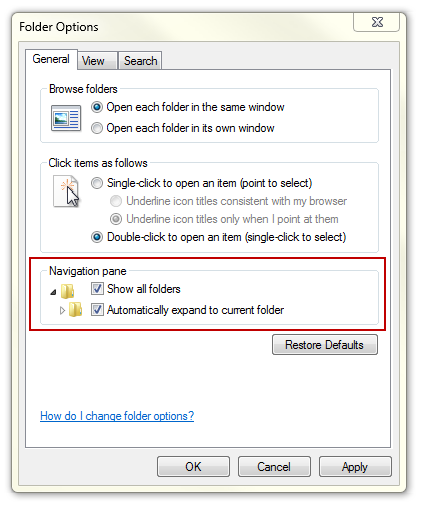 Folder Options
General View Search
Browse folders
Open each folder in the same window
Open each folder in its own window
Click items as follows
Single-click to open an item (point to select)
Underline icon titles consistent with my browser
Underline icon titles only when I point at them
Double-click to open an item (single-click to select)
Navigation pane
Show all folders
Automatically expand to current folder
Restore Defaults
How do I change folder options?
OK Cancel Apply